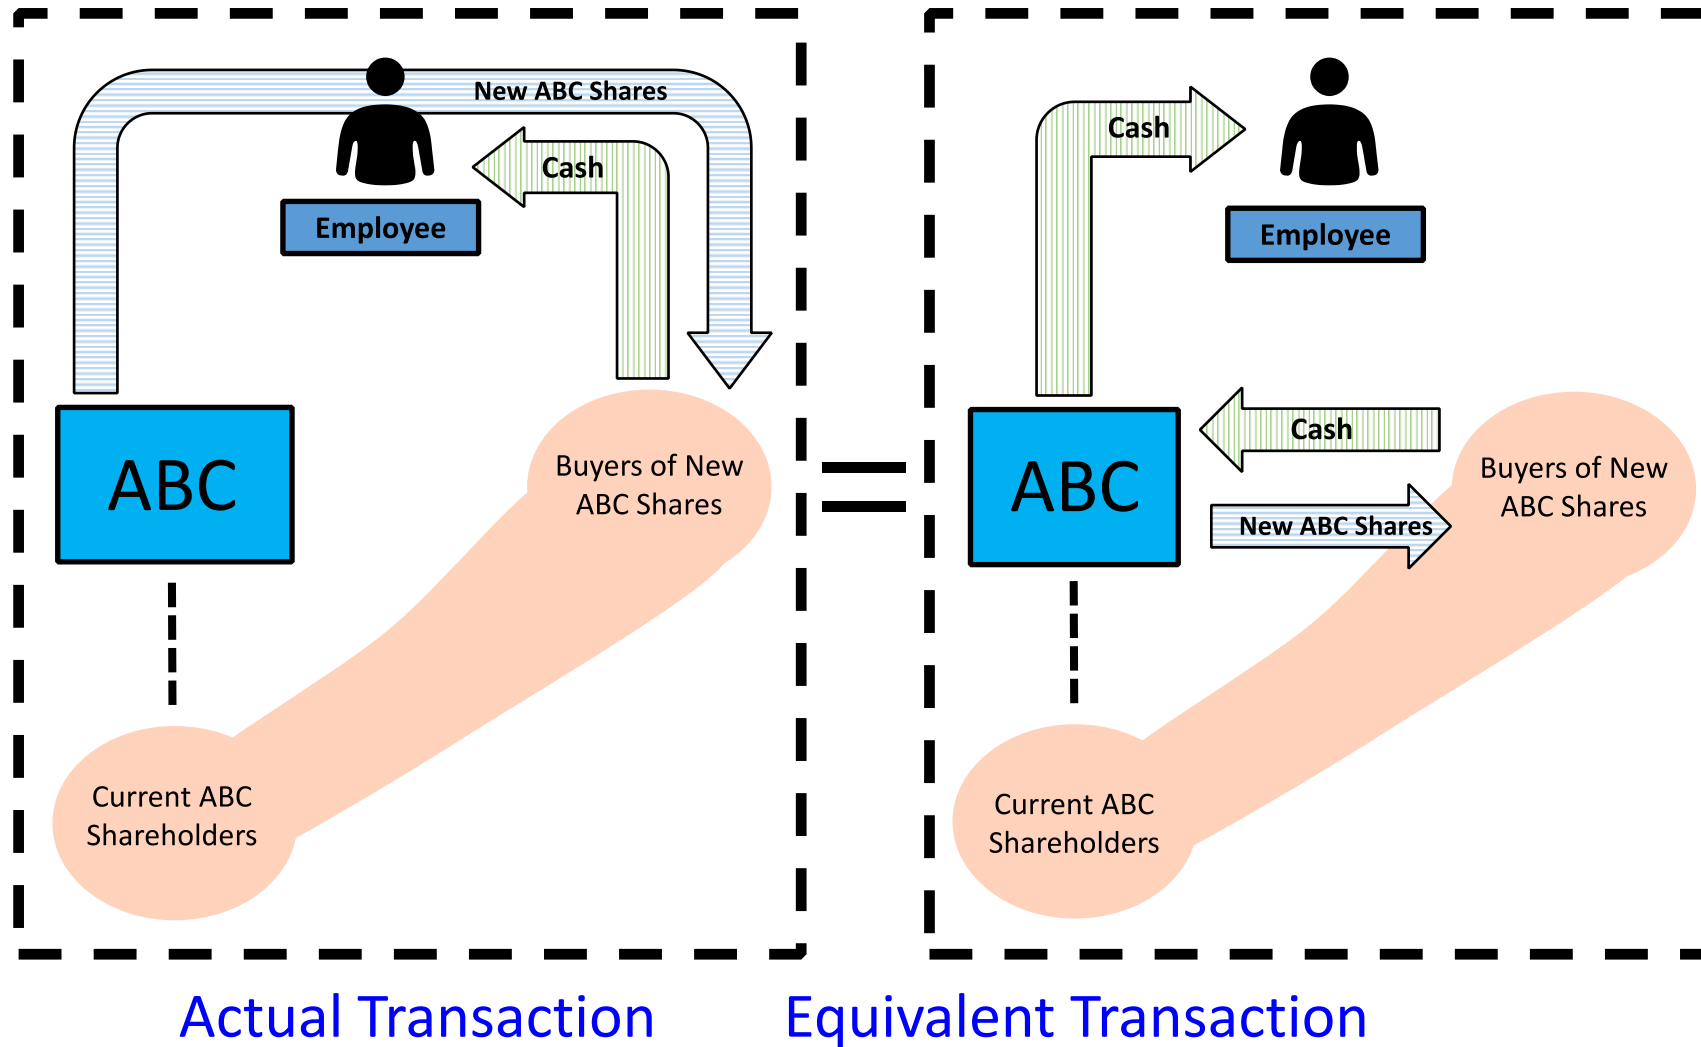 New ABC Shares
Cash
Employee
ABC
Buyers of New
ABC Shares
Current ABC
Shareholders
Cash
Employee
Cash
ABC
New ABC Shares
Buyers of New
ABC Shares
Current ABC
Shareholders
Actual Transaction
Equivalent Transaction